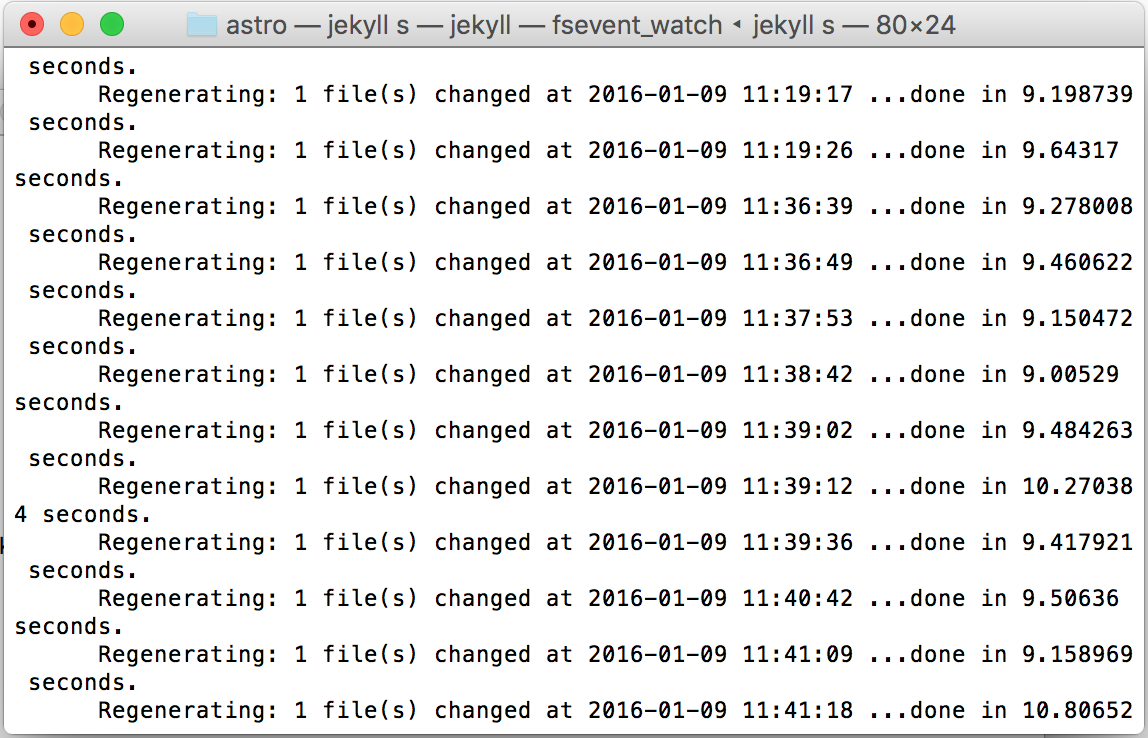 astro — jekyll s — jekyll — fsevent_watch ◂ jekyll s — 80×24
 seconds.
      Regenerating: 1 file(s) changed at 2016-01-09 11:19:17 ...done in 9.198739
 seconds.
      Regenerating: 1 file(s) changed at 2016-01-09 11:19:26 ...done in 9.64317
seconds.
      Regenerating: 1 file(s) changed at 2016-01-09 11:36:39 ...done in 9.278008
 seconds.
      Regenerating: 1 file(s) changed at 2016-01-09 11:36:49 ...done in 9.460622
 seconds.
      Regenerating: 1 file(s) changed at 2016-01-09 11:37:53 ...done in 9.150472
 seconds.
      Regenerating: 1 file(s) changed at 2016-01-09 11:38:42 ...done in 9.00529
seconds.
      Regenerating: 1 file(s) changed at 2016-01-09 11:39:02 ...done in 9.484263
 seconds.
      Regenerating: 1 file(s) changed at 2016-01-09 11:39:12 ...done in 10.27038
4 seconds.
      Regenerating: 1 file(s) changed at 2016-01-09 11:39:36 ...done in 9.417921
 seconds.
      Regenerating: 1 file(s) changed at 2016-01-09 11:40:42 ...done in 9.50636
seconds.
      Regenerating: 1 file(s) changed at 2016-01-09 11:41:09 ...done in 9.158969
 seconds.
      Regenerating: 1 file(s) changed at 2016-01-09 11:41:18 ...done in 10.80652